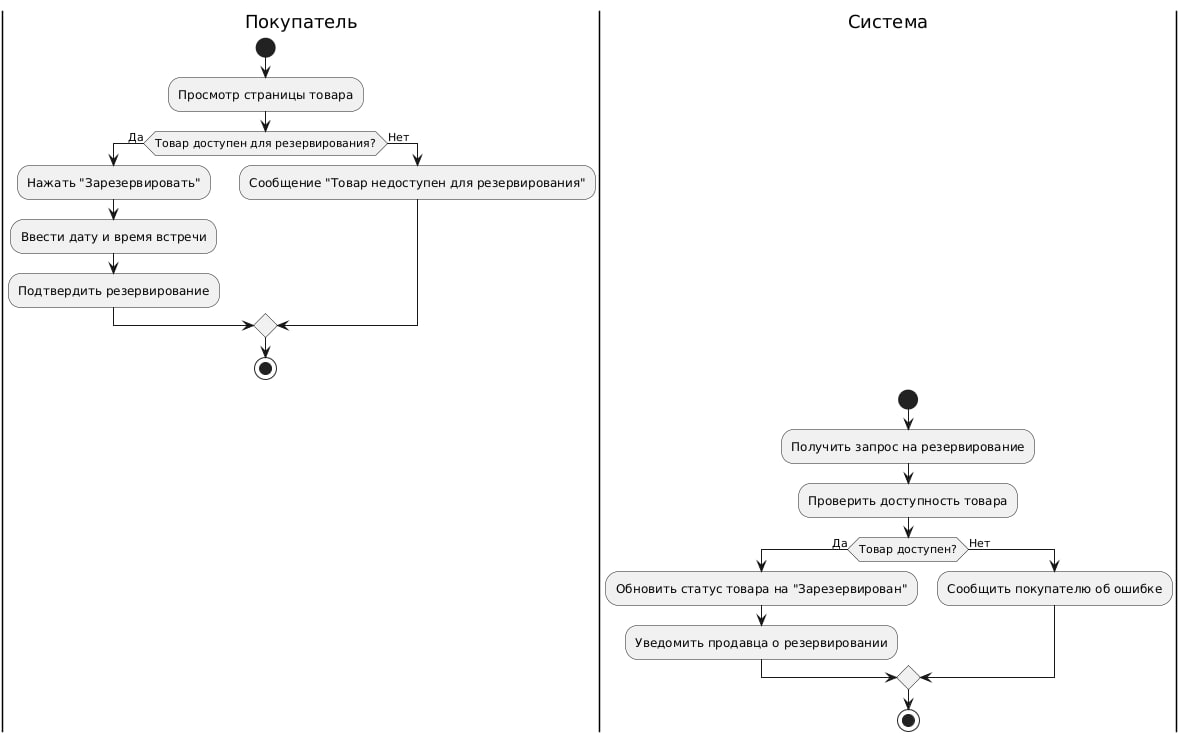 Покупатель
Система
Просмотр страницы товара
Да
Товар доступен для резервирования?
Нет
Нажать "Зарезервировать"
Сообщение "Товар недоступен для резервирования"
Ввести дату и время встречи
Подтвердить резервирование
Получить запрос на резервирование
Проверить доступность товара
Да
Товар доступен?
Нет
Обновить статус товара на "Зарезервирован"
Сообщить покупателю об ошибке
Уведомить продавца о резервировании